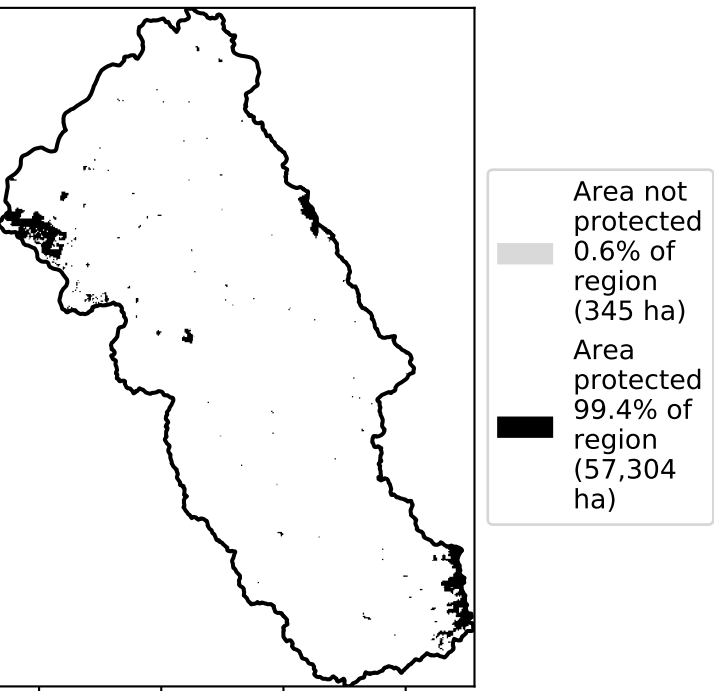 Area not
protected
0.6% of
region
(345 ha)
Area
protected
99.4% of
region
(57,304
ha)